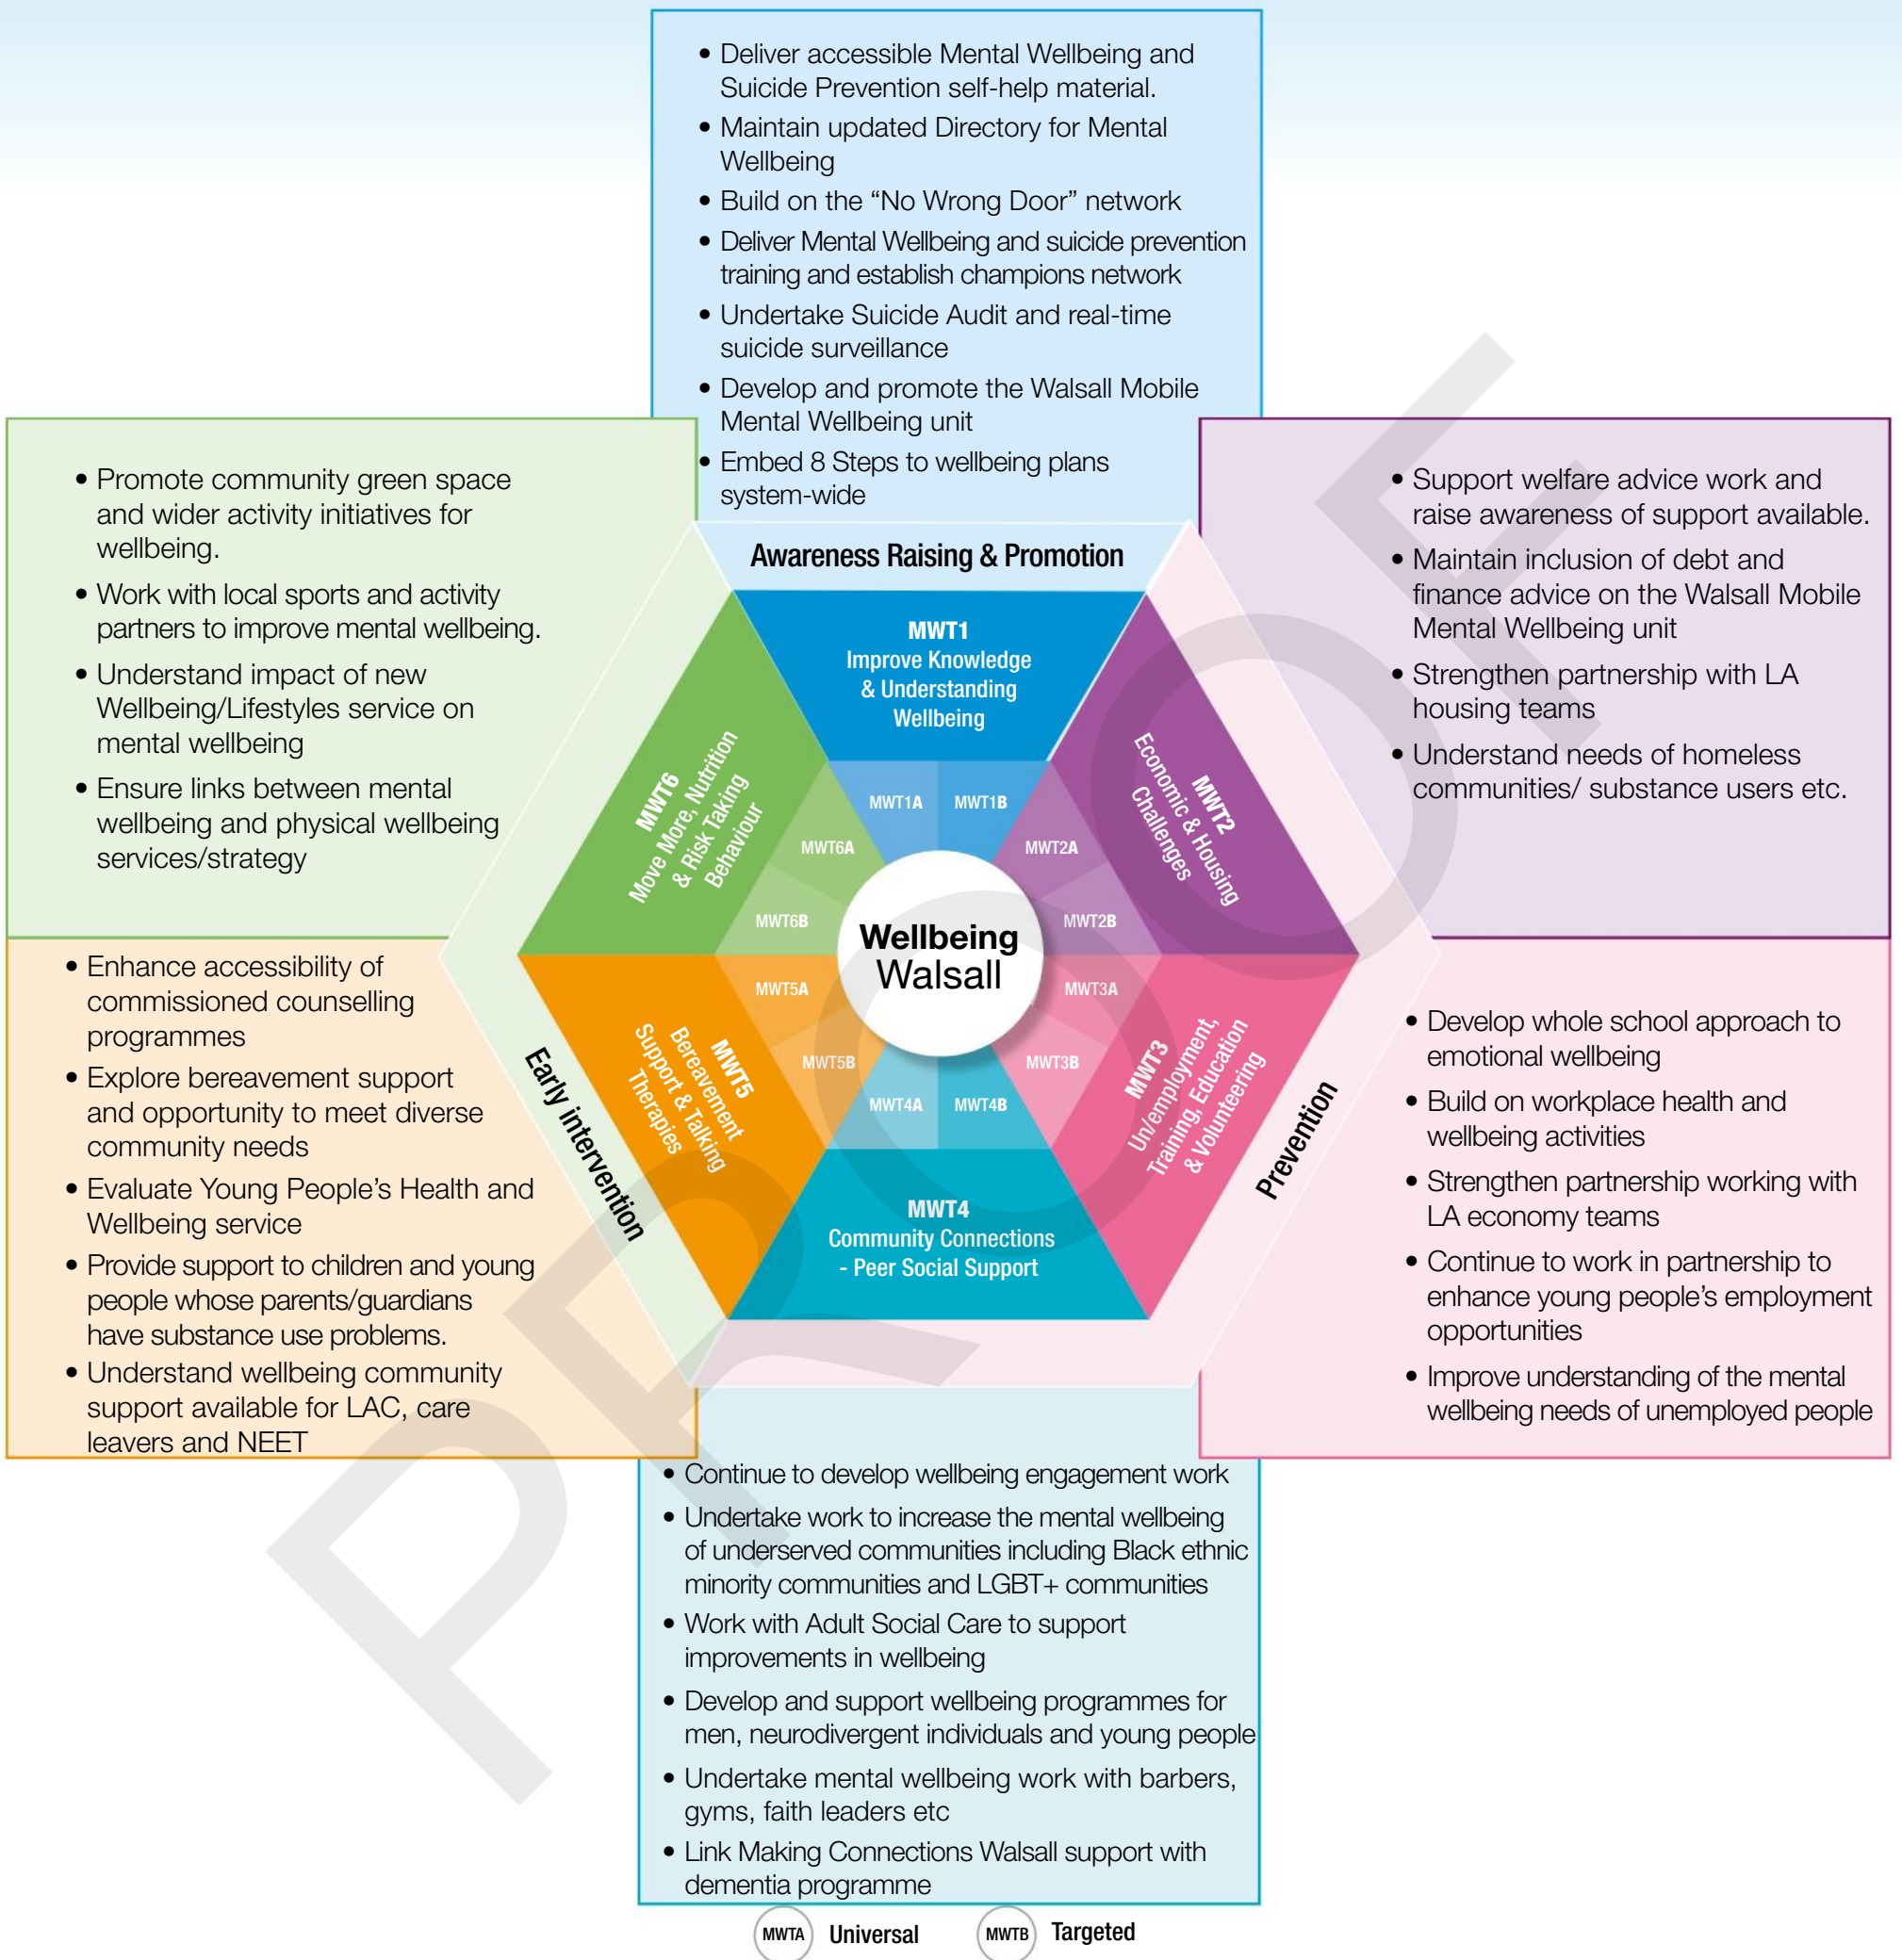 • Deliver accessible Mental Wellbeing and
Suicide Prevention self-help material.
• Maintain updated Directory for Mental
Wellbeing
• Build on the “No Wrong Door” network
• Deliver Mental Wellbeing and suicide prevention
training and establish champions network
• Undertake Suicide Audit and real-time
suicide surveillance
• Develop and promote the Walsall Mobile
Mental Wellbeing unit
• Embed 8 Steps to wellbeing plans
system-wide
• Promote community green space
and wider activity initiatives for
wellbeing.
• Work with local sports and activity
partners to improve mental wellbeing.
• Understand impact of new
Wellbeing/Lifestyles service on
mental wellbeing
• Ensure links between mental
wellbeing and physical wellbeing
services/strategy
• Support welfare advice work and
raise awareness of support available.
• Maintain inclusion of debt and
finance advice on the Walsall Mobile
Mental Wellbeing unit
• Strengthen partnership with LA
housing teams
• Understand needs of homeless
communities/ substance users etc.
Awareness Raising & Promotion
MWT1
Improve Knowledge
& Understanding
Wellbeing
MWT1A
MWT1B
MWT2
Economic & Housing
Challenges
MWT2A
MWT2B
MWT6
Move More, Nutrition
& Risk Taking
Behaviour
MWT6A
MWT6B
Wellbeing
Walsall
MWT5A
MWT5B
MWT5
Bereavement
Support & Talking
Therapies
MWT3A
MWT3B
MWT3
Un/employment,
Training, Education
& Volunteering
MWT4A
MWT4B
MWT4
Community Connections
- Peer Social Support
Early intervention
Prevention
• Enhance accessibility of
commissioned counselling
programmes
• Explore bereavement support
and opportunity to meet diverse
community needs
• Evaluate Young People’s Health and
Wellbeing service
• Provide support to children and young
people whose parents/guardians
have substance use problems.
• Understand wellbeing community
support available for LAC, care
leavers and NEET
• Develop whole school approach to
emotional wellbeing
• Build on workplace health and
wellbeing activities
• Strengthen partnership working with
LA economy teams
• Continue to work in partnership to
enhance young people’s employment
opportunities
• Improve understanding of the mental
wellbeing needs of unemployed people
• Continue to develop wellbeing engagement work
• Undertake work to increase the mental wellbeing
of underserved communities including Black ethnic
minority communities and LGBT+ communities
• Work with Adult Social Care to support
improvements in wellbeing
• Develop and support wellbeing programmes for
men, neurodivergent individuals and young people
• Undertake mental wellbeing work with barbers,
gyms, faith leaders etc
• Link Making Connections Walsall support with
dementia programme
MWTA Universal
MWTB Targeted
PROOF